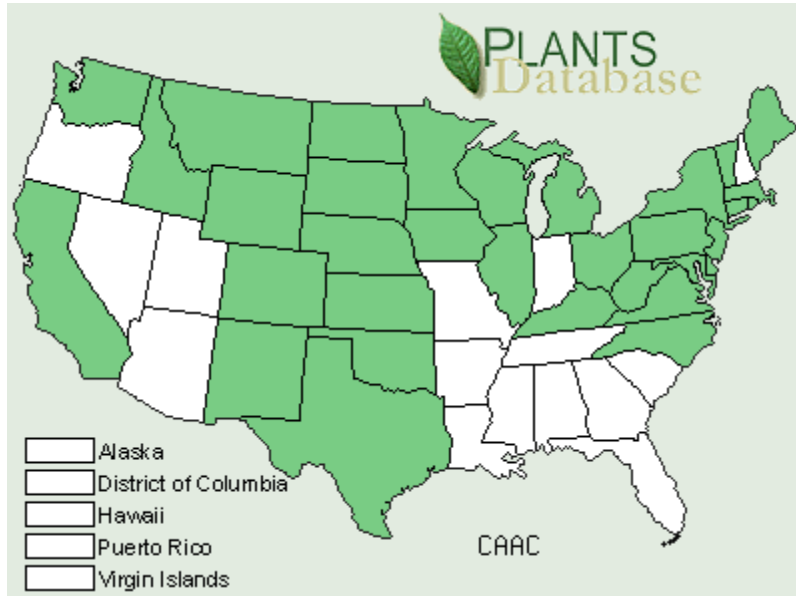 PLANTS
Database
Alaska
District of Columbia
Hawaii
Puerto Rico
Virgin Islands
CAAC